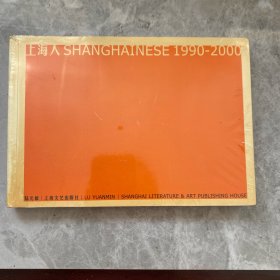 上海人 SHANGHAINESE 1990-2000
陆元敏 | 上海文艺出版社 | LU YUANMIN | SHANGHAI LITERATURE & ART PUBLISHING HOUSE